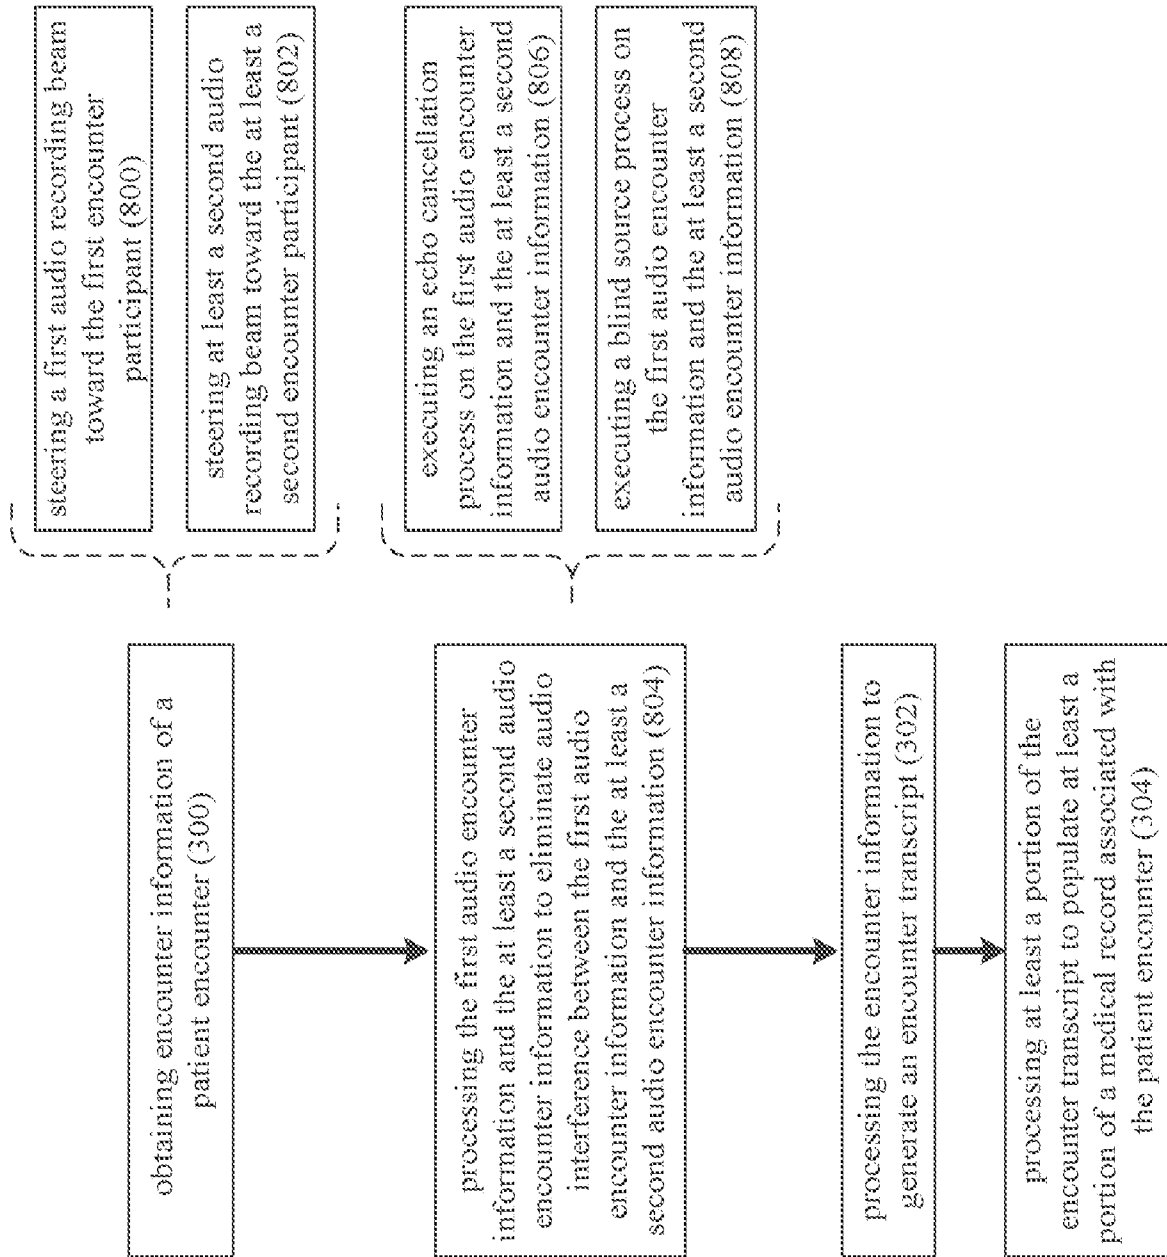 obtaining encounter information of a
patient encounter (300)
steering a first audio recording beam
toward the first encounter
participant (800)
steering at least a second audio
recording beam toward the at least a
second encounter participant (802)
processing the first audio encounter
information and the at least a second audio
encounter information to eliminate audio
interference between the first audio
encounter information and the at least a
second audio encounter information (804)
executing an echo cancellation
process on the first audio encounter
information and the at least a second
audio encounter information (806)
executing a blind source process on
the first audio encounter
information and the at least a second
audio encounter information (808)
processing the encounter information to
generate an encounter transcript (302)
processing at least a portion of the
encounter transcript to populate at least a
portion of a medical record associated with
the patient encounter (304)